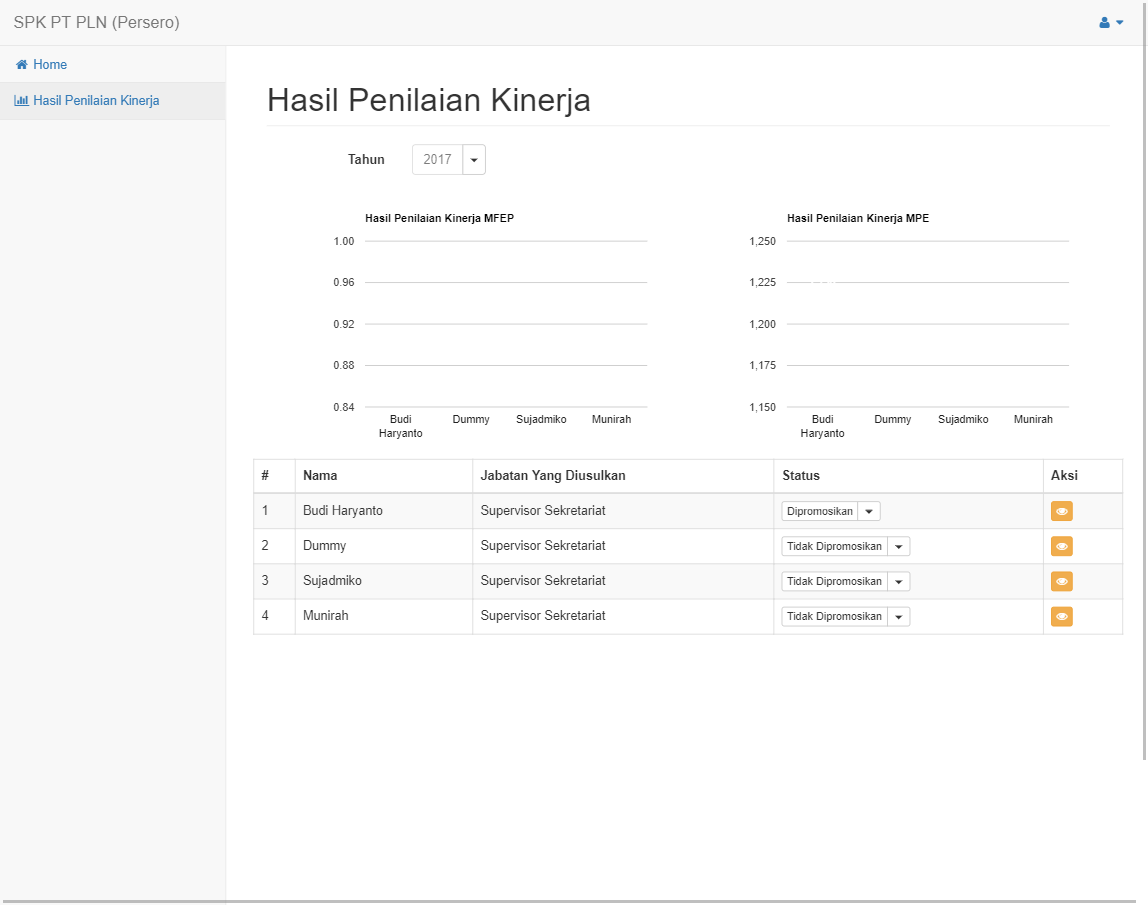 SPK PT PLN (Persero)
Home
Hasil Penilaian Kinerja
Hasil Penilaian Kinerja
Tahun 2017
Hasil Penilaian Kinerja MFEP
1.00
0.96
0.92
0.88
0.84
Budi Haryanto Dummy Sujadmiko Munirah
Hasil Penilaian Kinerja MPE
1,250
1,225
1,200
1,175
1,150
Budi Haryanto Dummy Sujadmiko Munirah
# Nama Jabatan Yang Diusulkan Status Aksi
1 Budi Haryanto Supervisor Sekretariat Dipromosikan
2 Dummy Supervisor Sekretariat Tidak Dipromosikan
3 Sujadmiko Supervisor Sekretariat Tidak Dipromosikan
4 Munirah Supervisor Sekretariat Tidak Dipromosikan